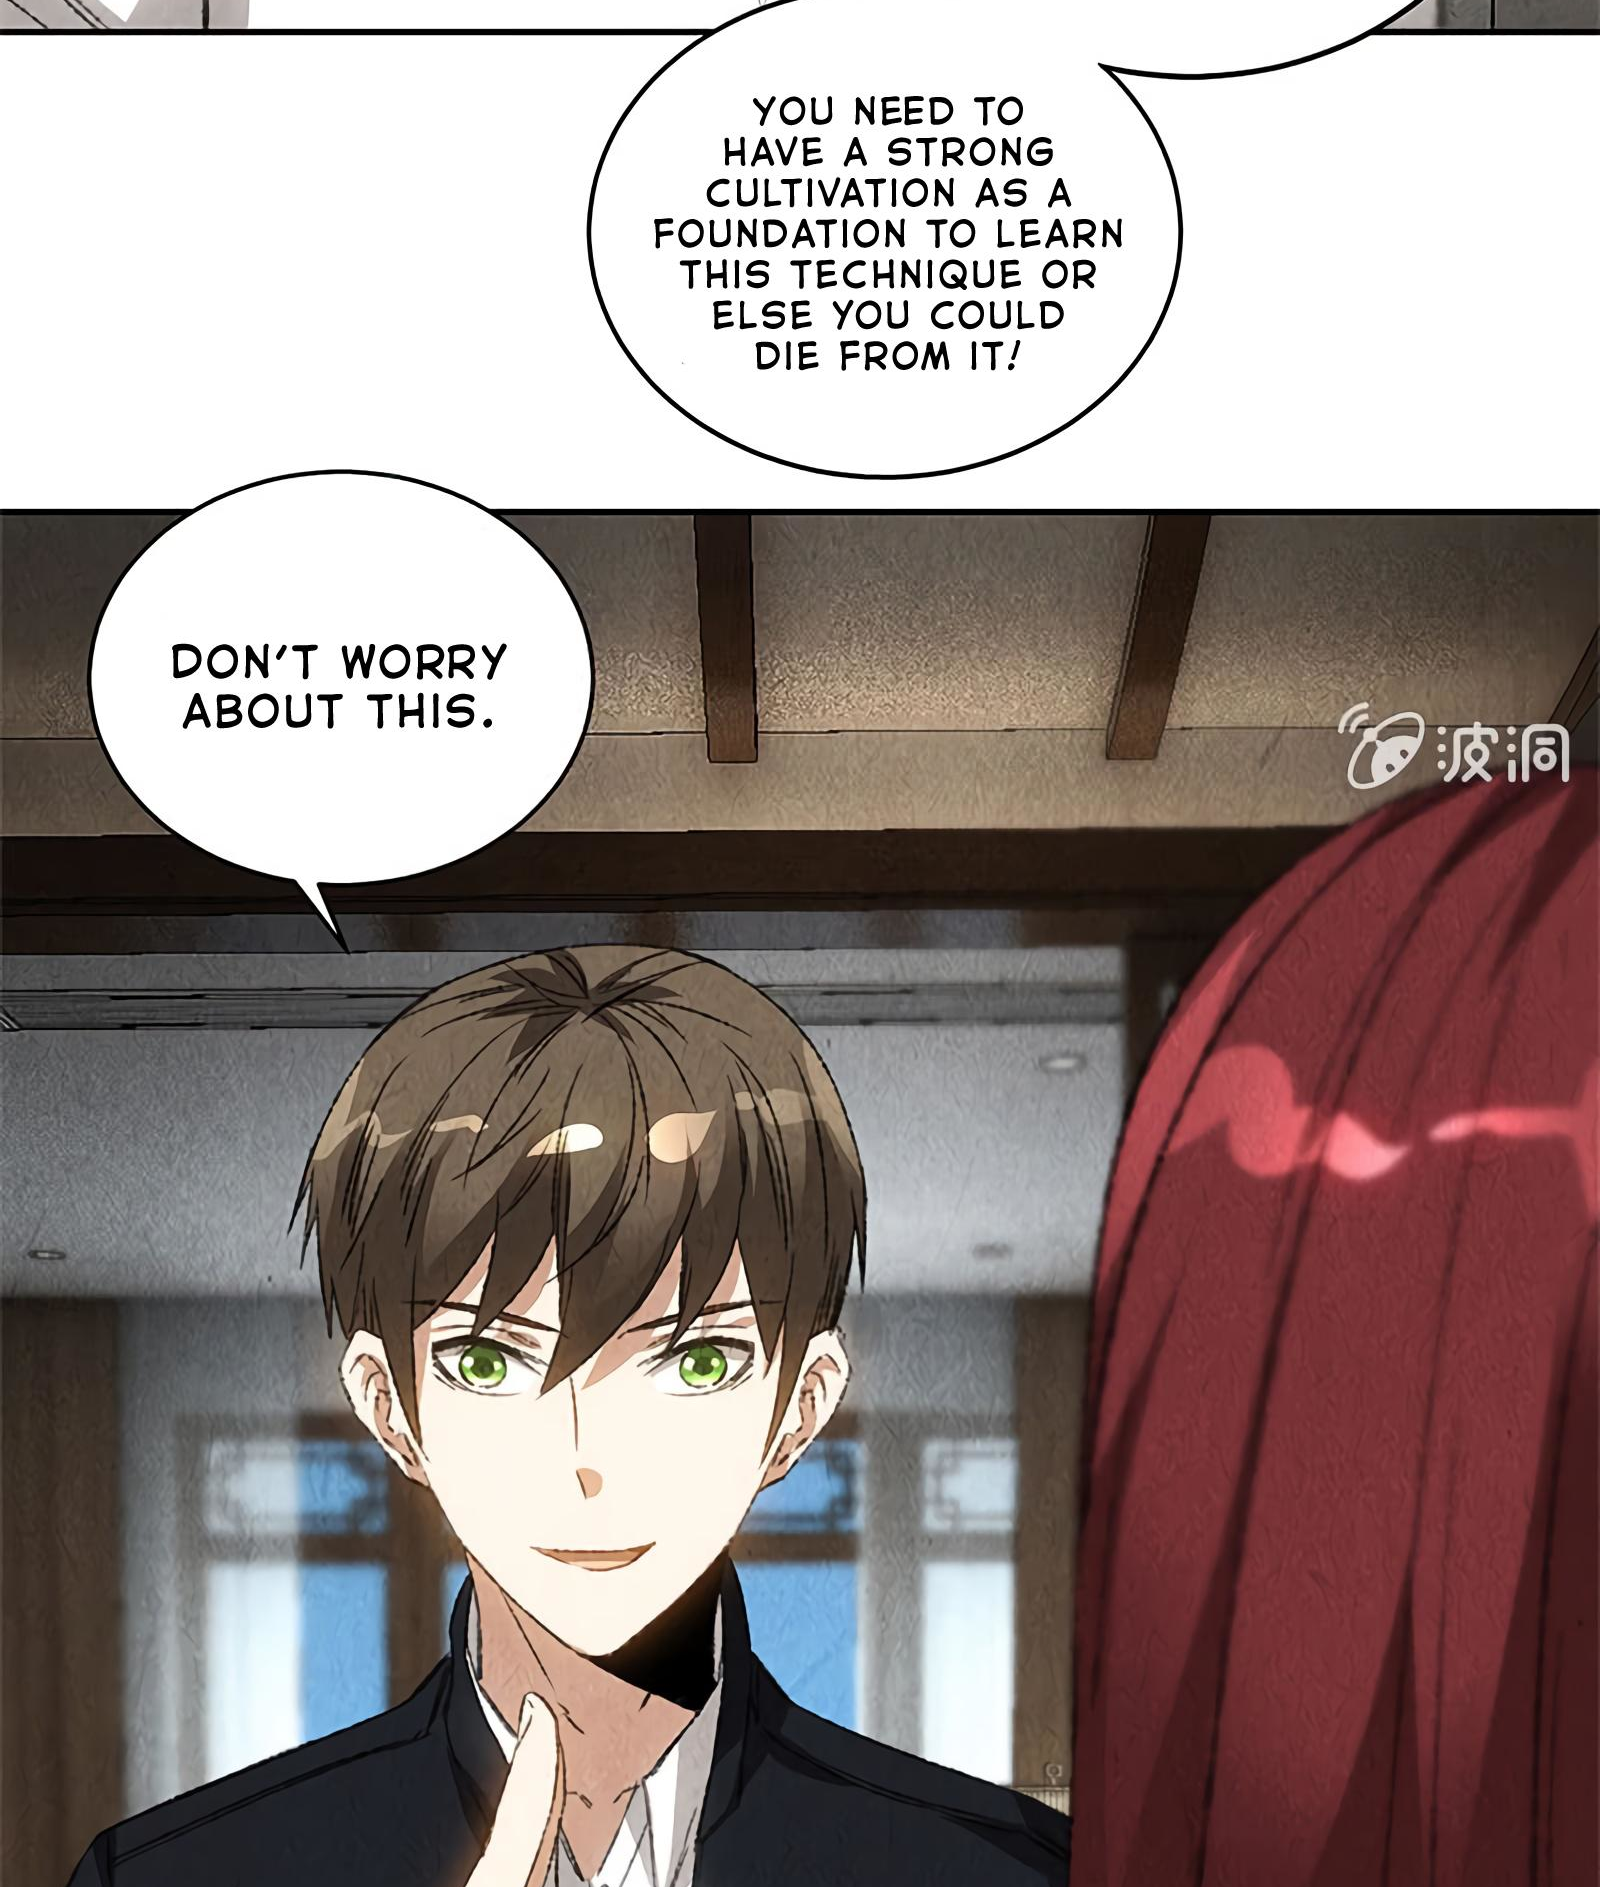 YOU NEED TO
HAVE A STRONG
CULTIVATION AS A
FOUNDATION TO LEARN
THIS TECHNIQUE OR
ELSE YOU COULD
DIE FROM IT!
DON'T WORRY
ABOUT THIS.
波洞